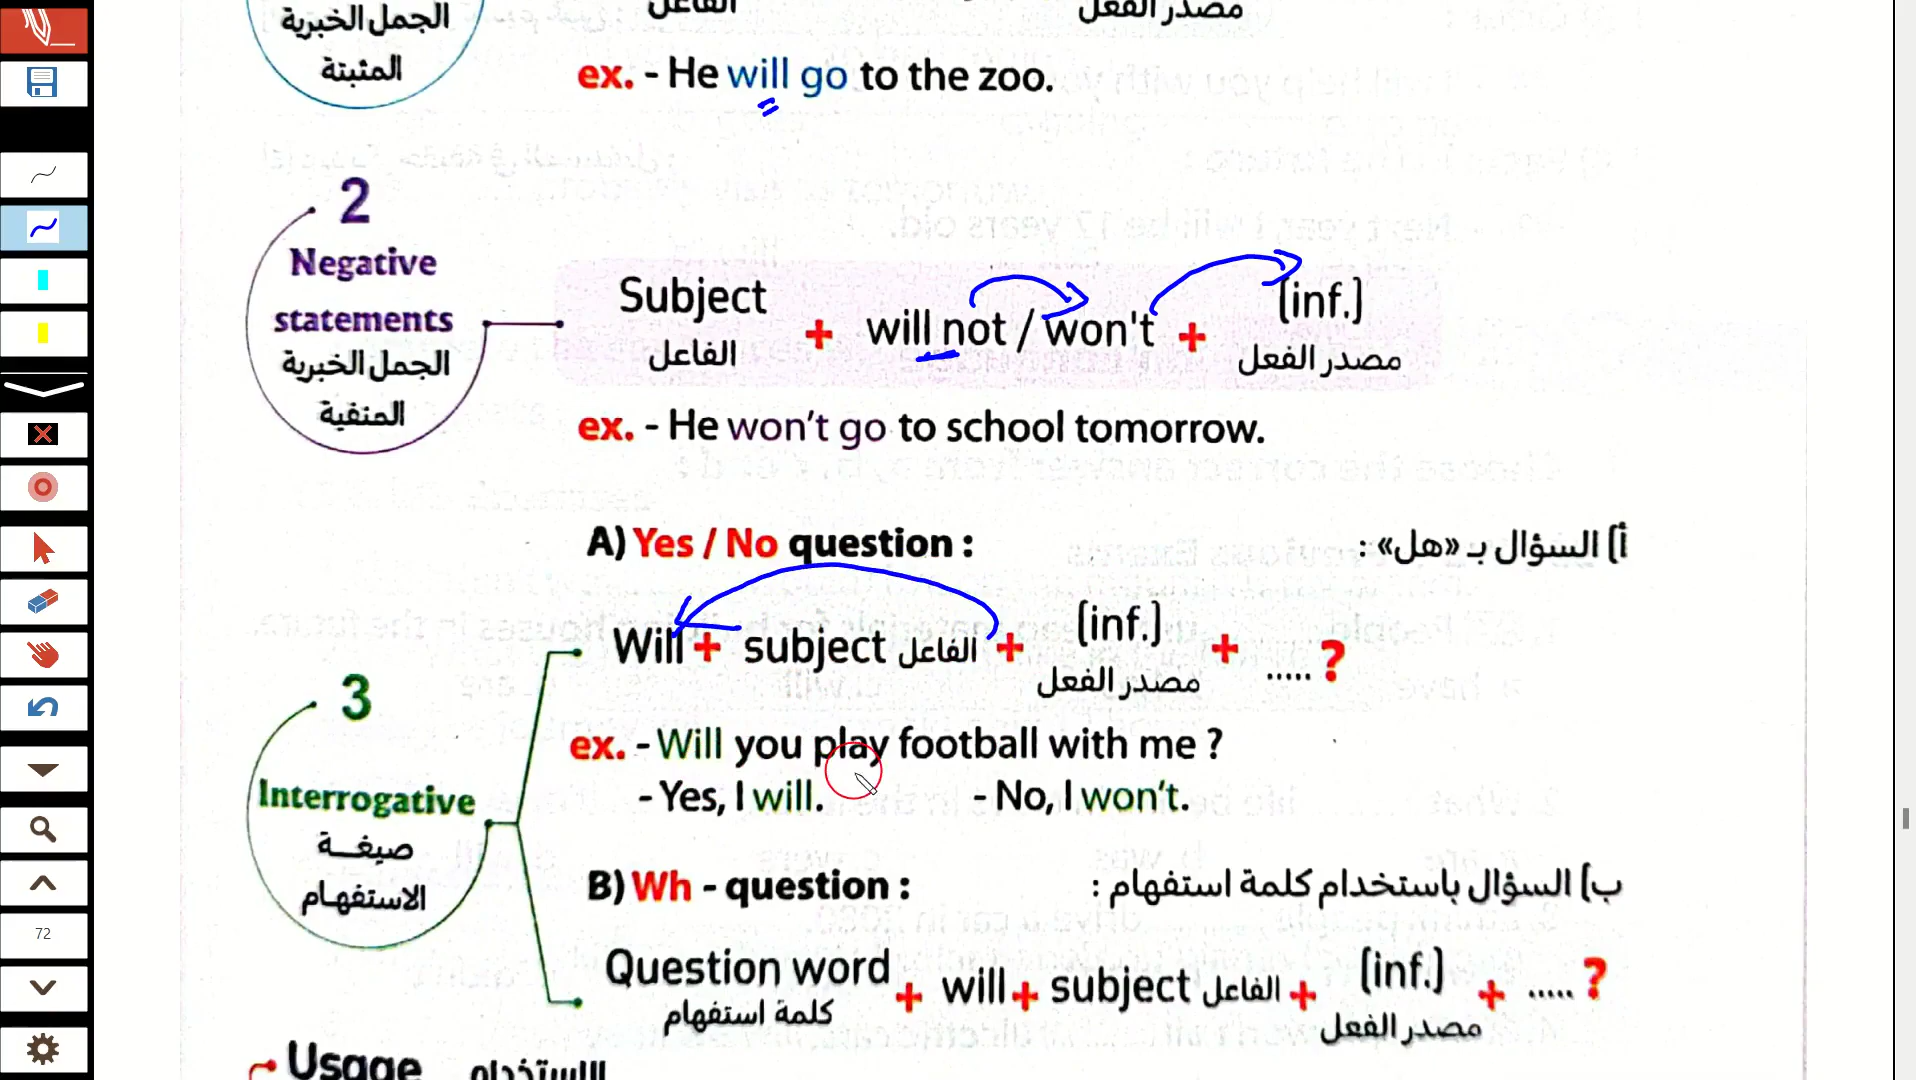 الجمل الخبرية
المثبتة
الفاعل
مصدر الفعل
ex. - He will go to the zoo.
2
Negative
statements
الجمل الخبرية
المنفية
Subject
الفاعل
+ will not / won't +
(inf.)
مصدر الفعل
ex. - He won't go to school tomorrow.
3
Interrogative
صيغــة
الاستفهـام
A) Yes / No question :
أ) السؤال بـ «هل» :
Will + subject الفاعل + (inf.) + ..... ?
مصدر الفعل
ex. - Will you play football with me ?
- Yes, I will. - No, I won't.
B) Wh - question :
ب) السؤال باستخدام كلمة استفهام :
Question word + will + subject الفاعل + (inf.) + ..... ?
كلمة استفهام
مصدر الفعل
Usage الاستخدام
72